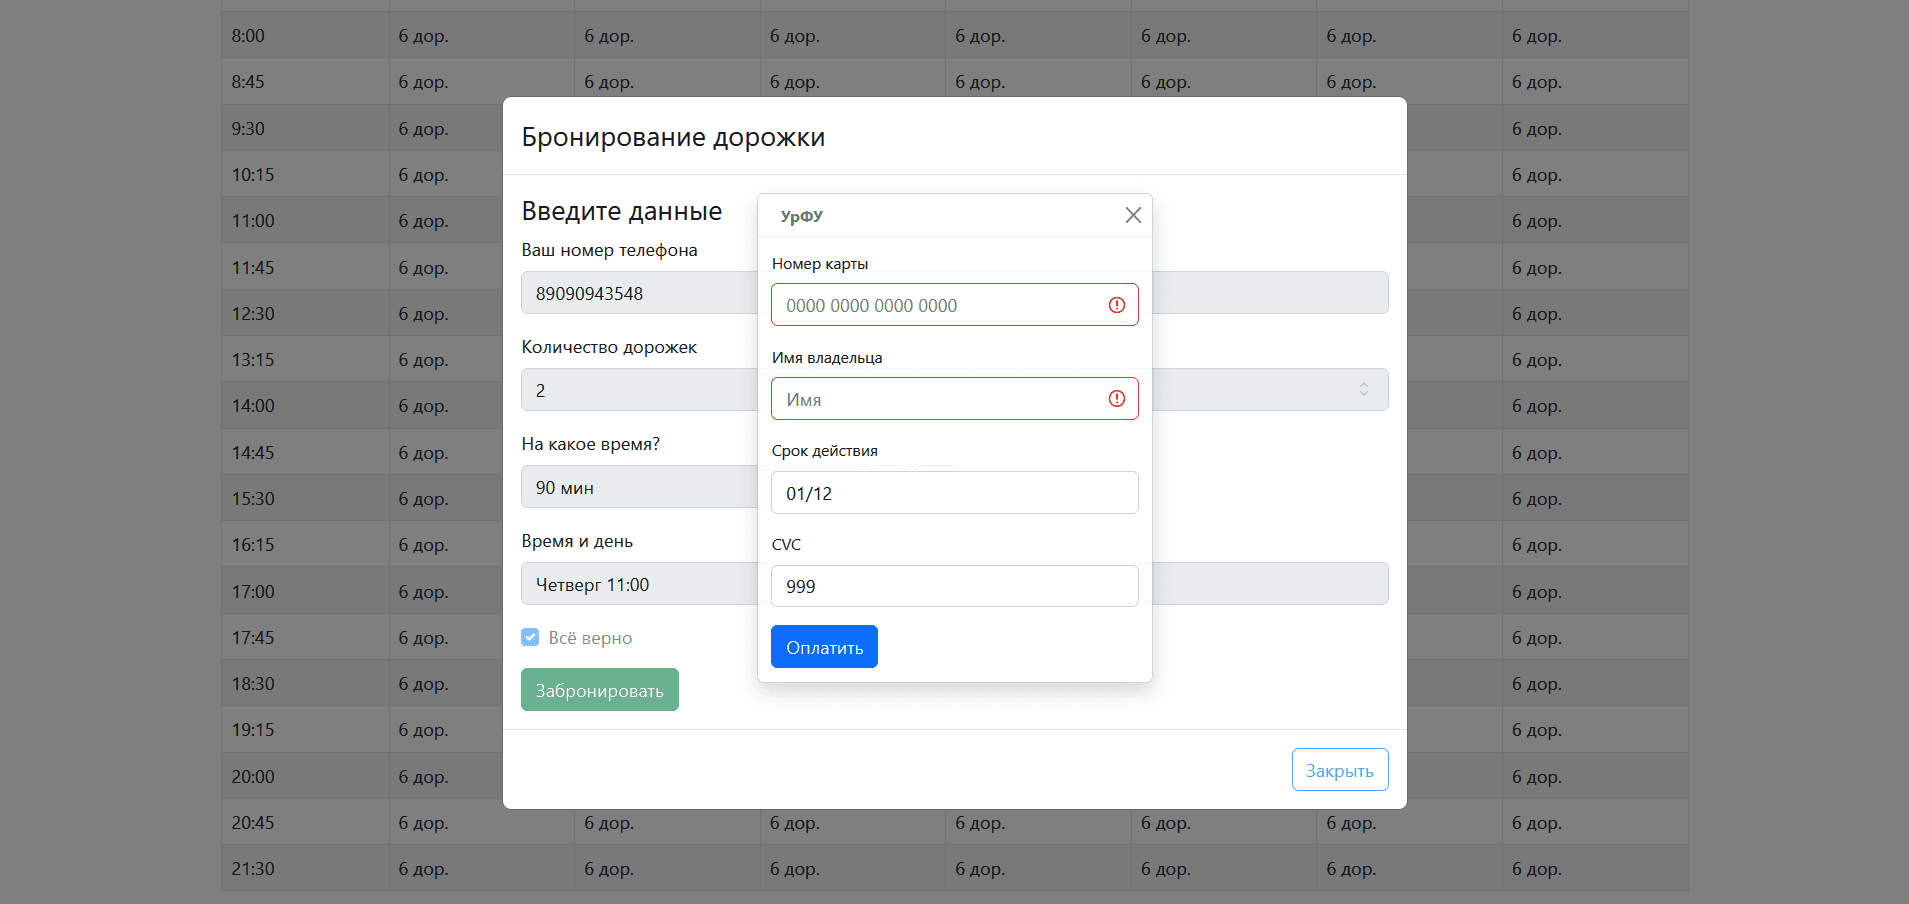 8:00 6 дор. 6 дор. 6 дор. 6 дор. 6 дор. 6 дор. 6 дор.
8:45 6 дор. 6 дор. 6 дор. 6 дор. 6 дор. 6 дор. 6 дор.
9:30 6 дор. 6 дор.
10:15 6 дор. 6 дор.
11:00 6 дор. 6 дор.
11:45 6 дор. 6 дор.
12:30 6 дор. 6 дор.
13:15 6 дор. 6 дор.
14:00 6 дор. 6 дор.
14:45 6 дор. 6 дор.
15:30 6 дор. 6 дор.
16:15 6 дор. 6 дор.
17:00 6 дор. 6 дор.
17:45 6 дор. 6 дор.
18:30 6 дор. 6 дор.
19:15 6 дор. 6 дор.
20:00 6 дор. 6 дор.
20:45 6 дор. 6 дор. 6 дор. 6 дор. 6 дор. 6 дор. 6 дор.
21:30 6 дор. 6 дор. 6 дор. 6 дор. 6 дор. 6 дор. 6 дор.
Бронирование дорожки
Введите данные
Ваш номер телефона
89090943548
Количество дорожек
2
На какое время?
90 мин
Время и день
Четверг 11:00
Всё верно
Забронировать
Закрыть
УрФУ
Номер карты
0000 0000 0000 0000
Имя владельца
Имя
Срок действия
01/12
CVC
999
Оплатить